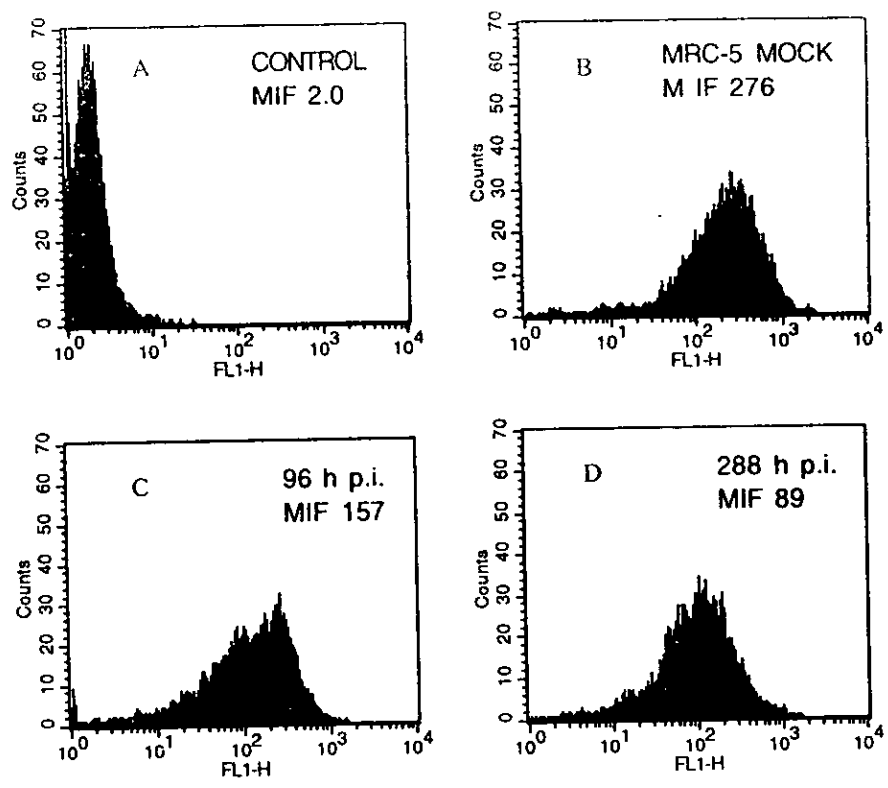 A
CONTROL
MIF 2.0
Counts
70
60
50
40
30
20
10
0
10^0 10^1 10^2 10^3 10^4
FL1-H
B
MRC-5 MOCK
M IF 276
Counts
70
60
50
40
30
20
10
0
10^0 10^1 10^2 10^3 10^4
FL1-H
C
96 h p.i.
MIF 157
Counts
70
60
50
40
30
20
10
0
10^0 10^1 10^2 10^3 10^4
FL1-H
D
288 h p.i.
MIF 89
Counts
70
60
50
40
30
20
10
0
10^0 10^1 10^2 10^3 10^4
FL1-H